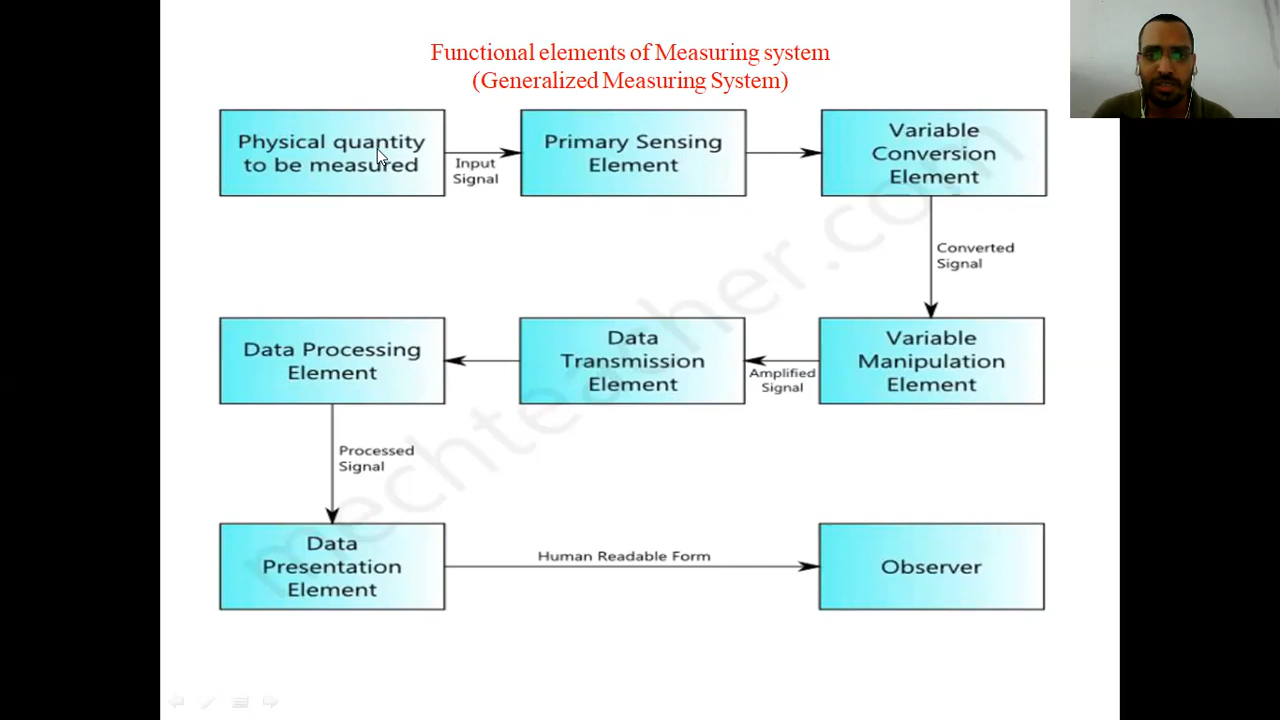 Functional elements of Measuring system
(Generalized Measuring System)
Physical quantity
to be measured
Input
Signal
Primary Sensing
Element
Variable
Conversion
Element
Converted
Signal
Variable
Manipulation
Element
Amplified
Signal
Data
Transmission
Element
Data Processing
Element
Processed
Signal
Data
Presentation
Element
Human Readable Form
Observer
mechteacher.com